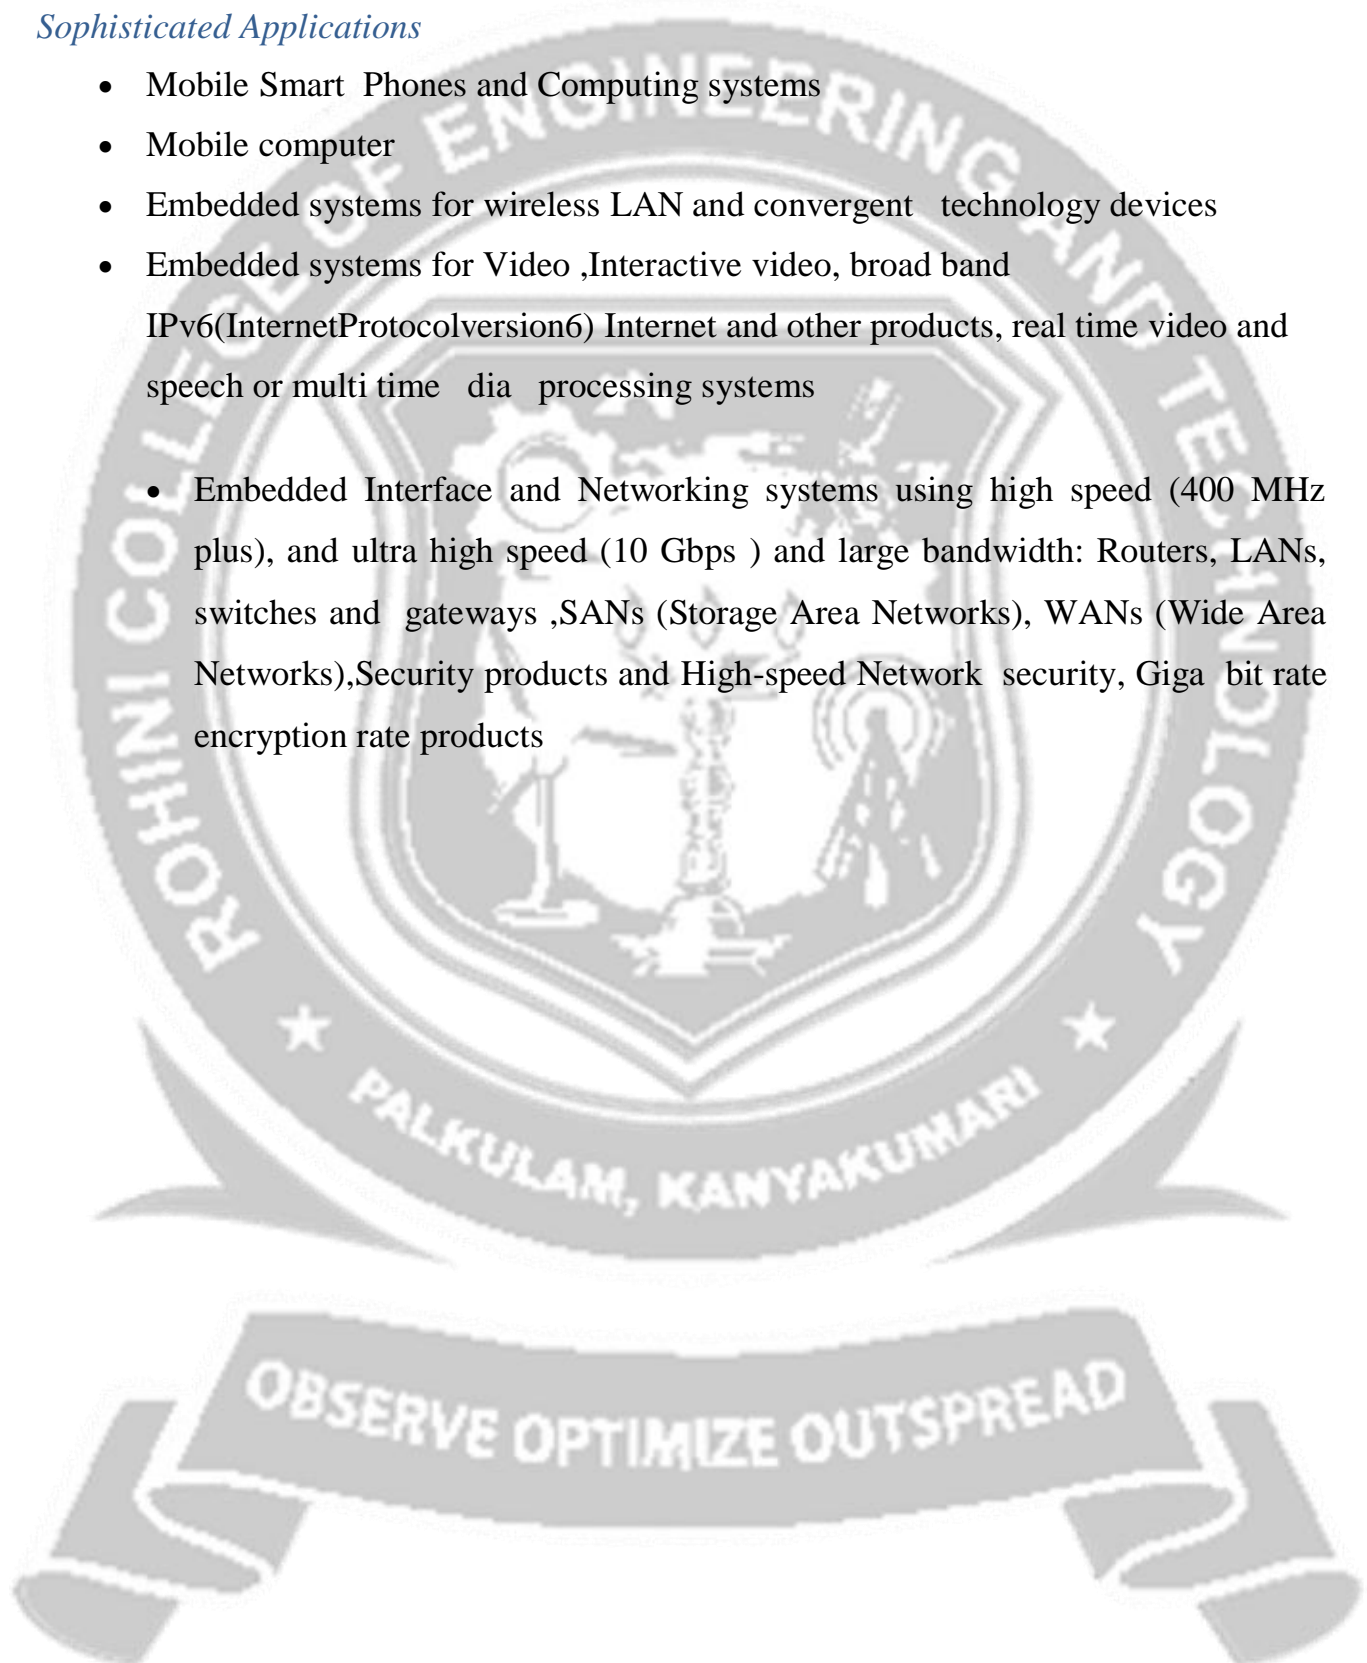 Sophisticated Applications
• Mobile Smart Phones and Computing systems
• Mobile computer
• Embedded systems for wireless LAN and convergent technology devices
• Embedded systems for Video ,Interactive video, broad band
IPv6(InternetProtocolversion6) Internet and other products, real time video and
speech or multi time dia processing systems
• Embedded Interface and Networking systems using high speed (400 MHz
plus), and ultra high speed (10 Gbps ) and large bandwidth: Routers, LANs,
switches and gateways ,SANs (Storage Area Networks), WANs (Wide Area
Networks),Security products and High-speed Network security, Giga bit rate
encryption rate products
ROHINI COLLEGE OF ENGINEERING AND TECHNOLOGY
PALKULAM, KANYAKUMARI
OBSERVE OPTIMIZE OUTSPREAD